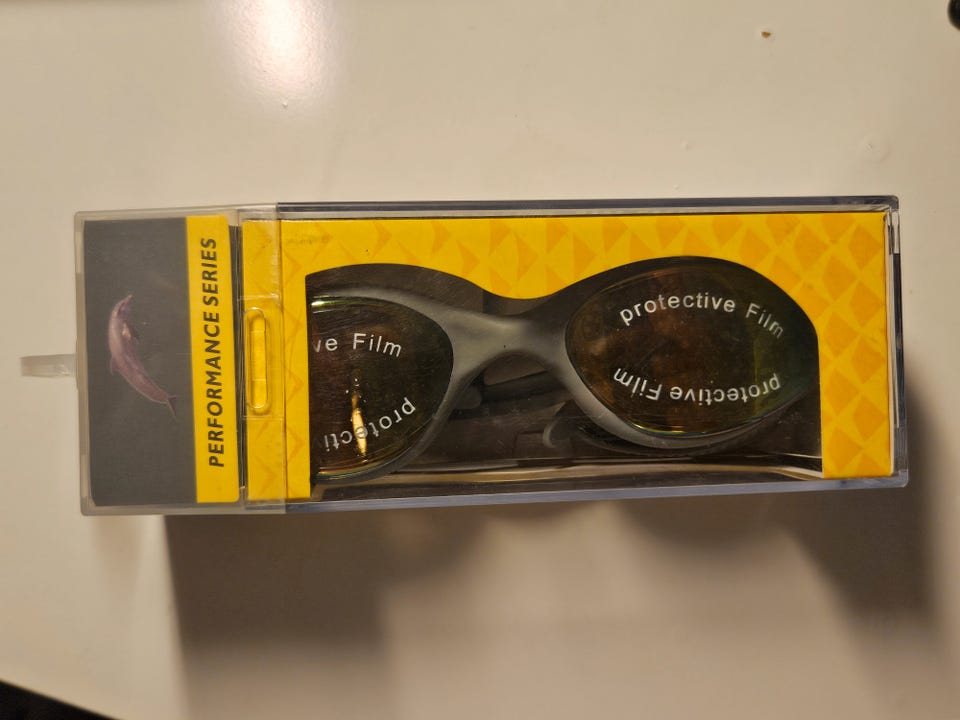 PERFORMANCE SERIES
ve Film
protecti
protective Film
protective Film